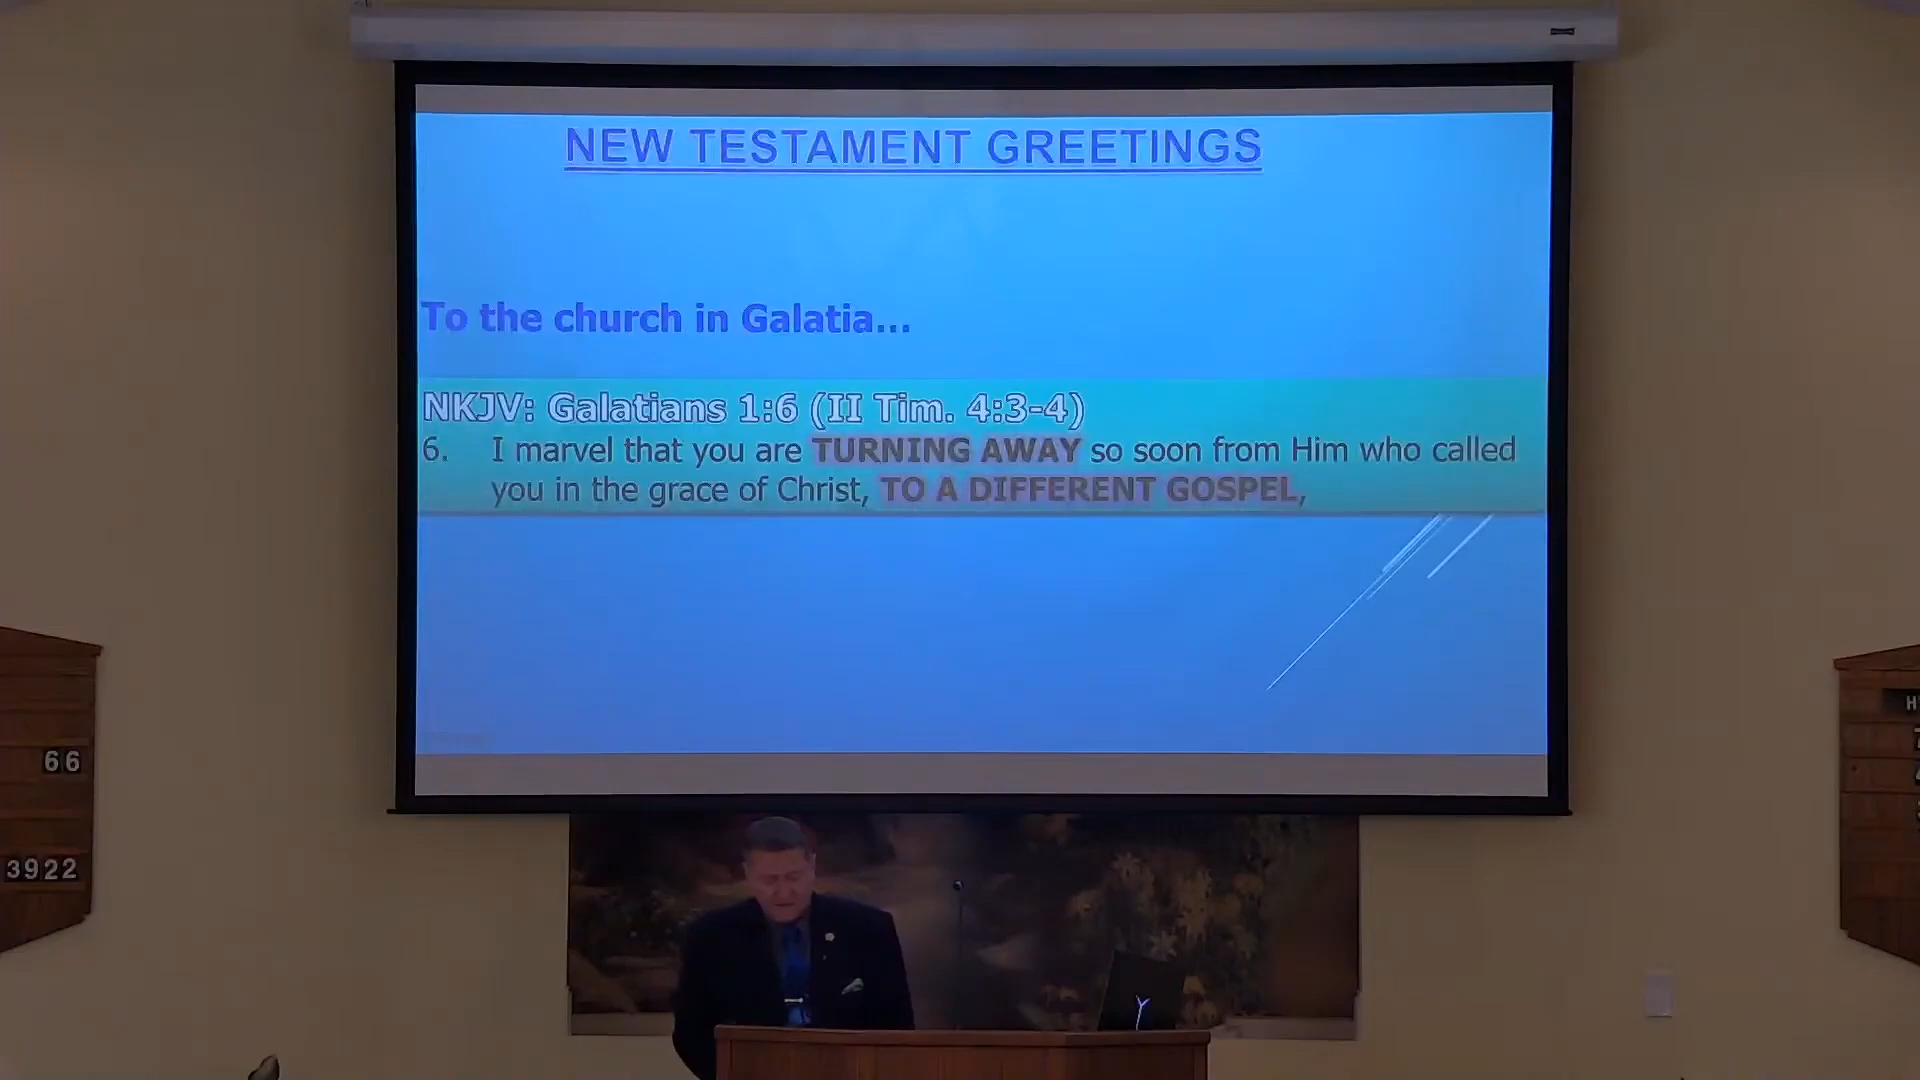 NEW TESTAMENT GREETINGS
To the church in Galatia...
NKJV: Galatians 1:6 (II Tim. 4:3-4)
6. I marvel that you are TURNING AWAY so soon from Him who called
you in the grace of Christ, TO A DIFFERENT GOSPEL,
66
3922
H